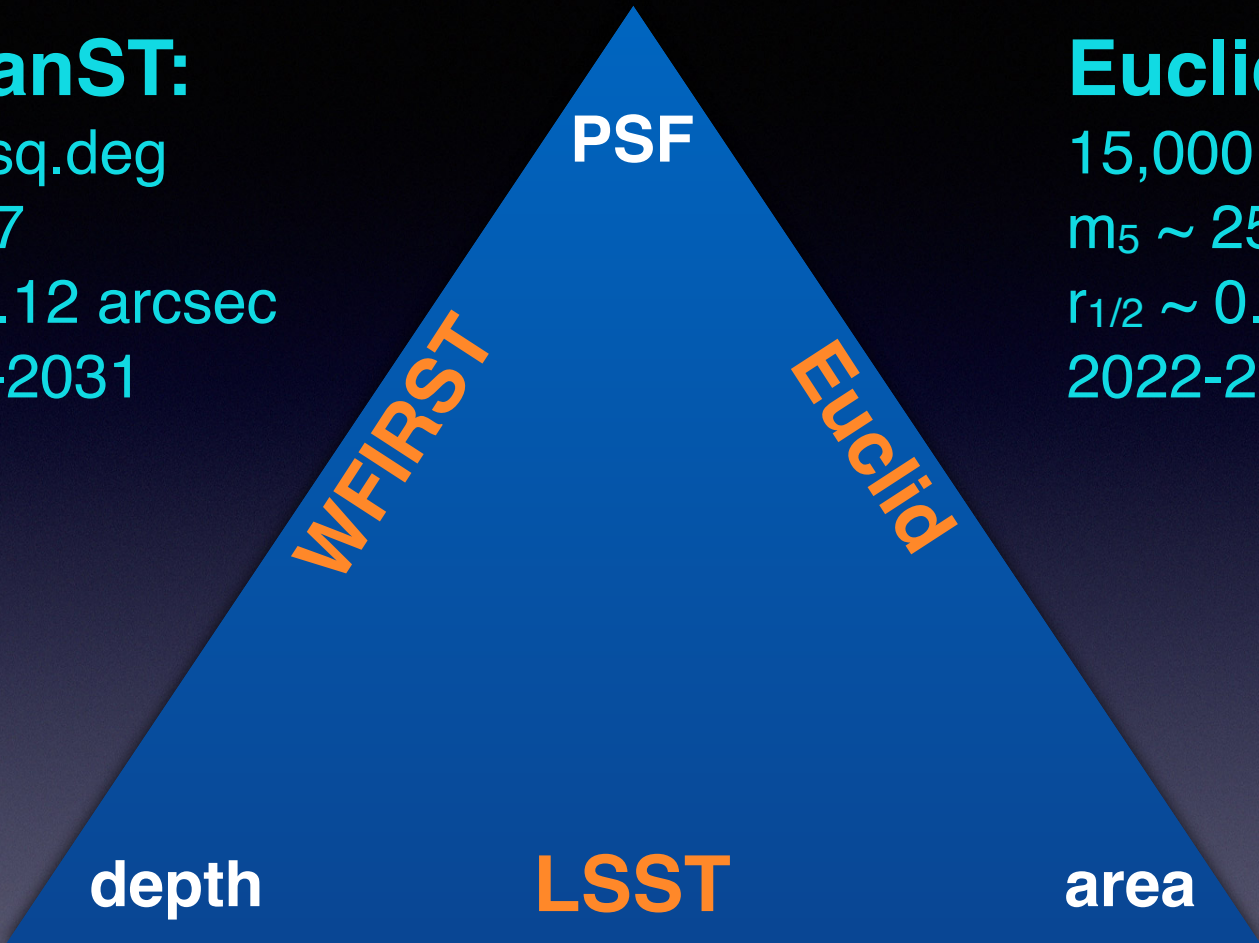 anST:
sq.deg
7
.12 arcsec
-2031
PSF
WFIRST
Euclid
depth
LSST
area
Euclid
15,000
m₅ ~ 25
r₁/₂ ~ 0.
2022-2